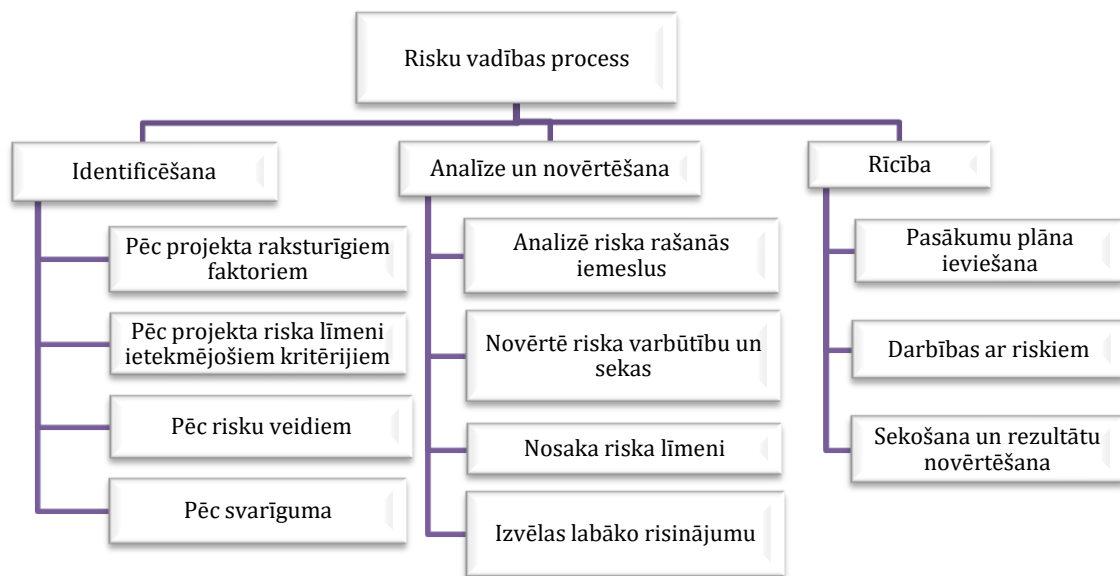 Risku vadības process
Identificēšana
Pēc projekta raksturīgiem
faktoriem
Pēc projekta riska līmeni
ietekmējošiem kritērijiem
Pēc risku veidiem
Pēc svarīguma
Analīze un novērtēšana
Analizē riska rašanās
iemeslus
Novērtē riska varbūtību un
sekas
Nosaka riska līmeni
Izvēlas labāko risinājumu
Rīcība
Pasākumu plāna
ieviešana
Darbības ar riskiem
Sekošana un rezultātu
novērtēšana